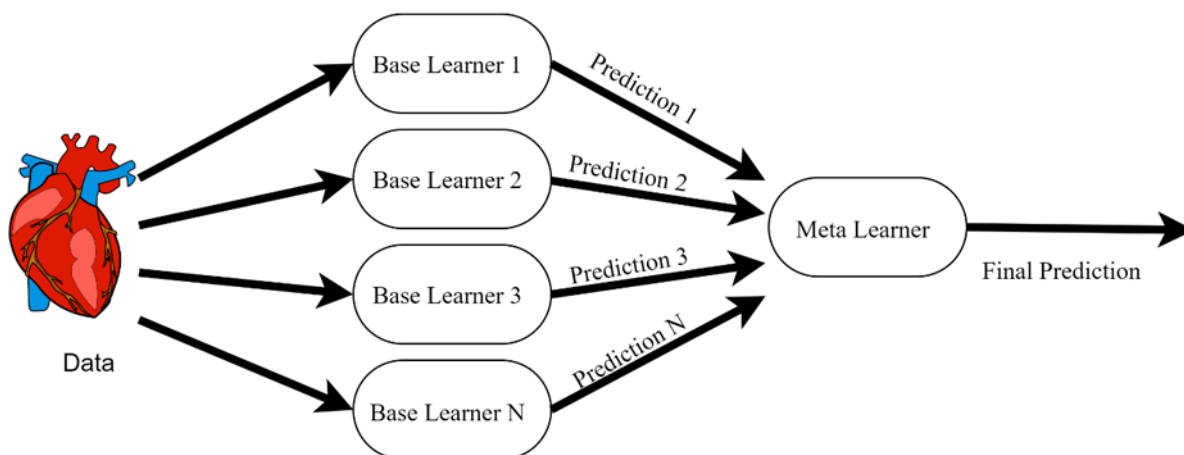 Data
Base Learner 1
Base Learner 2
Base Learner 3
Base Learner N
Prediction 1
Prediction 2
Prediction 3
Prediction N
Meta Learner
Final Prediction